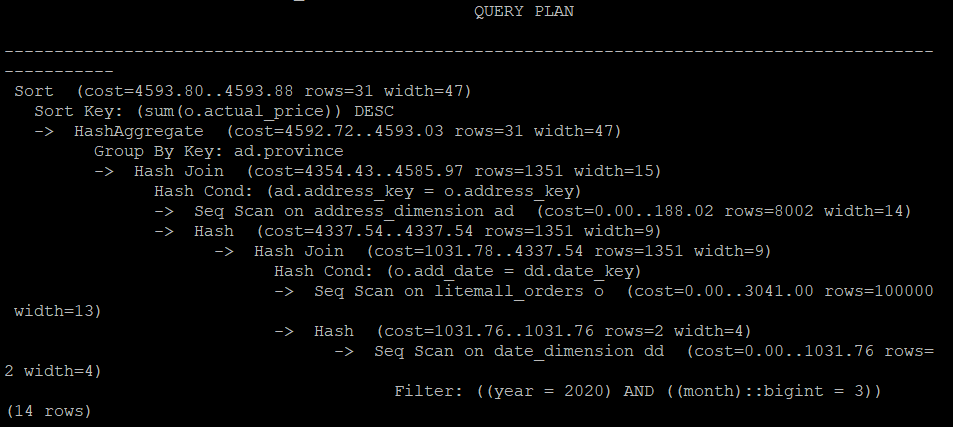 QUERY PLAN
---------------------------------------------------------------------------------------------
-----------
Sort  (cost=4593.80..4593.88 rows=31 width=47)
Sort Key: (sum(o.actual_price)) DESC
->  HashAggregate  (cost=4592.72..4593.03 rows=31 width=47)
Group By Key: ad.province
->  Hash Join  (cost=4354.43..4585.97 rows=1351 width=15)
Hash Cond: (ad.address_key = o.address_key)
->  Seq Scan on address_dimension ad  (cost=0.00..188.02 rows=8002 width=14)
->  Hash  (cost=4337.54..4337.54 rows=1351 width=9)
->  Hash Join  (cost=1031.78..4337.54 rows=1351 width=9)
Hash Cond: (o.add_date = dd.date_key)
->  Seq Scan on litemall_orders o  (cost=0.00..3041.00 rows=100000
width=13)
->  Hash  (cost=1031.76..1031.76 rows=2 width=4)
->  Seq Scan on date_dimension dd  (cost=0.00..1031.76 rows=
2 width=4)
Filter: ((year = 2020) AND ((month)::bigint = 3))
(14 rows)